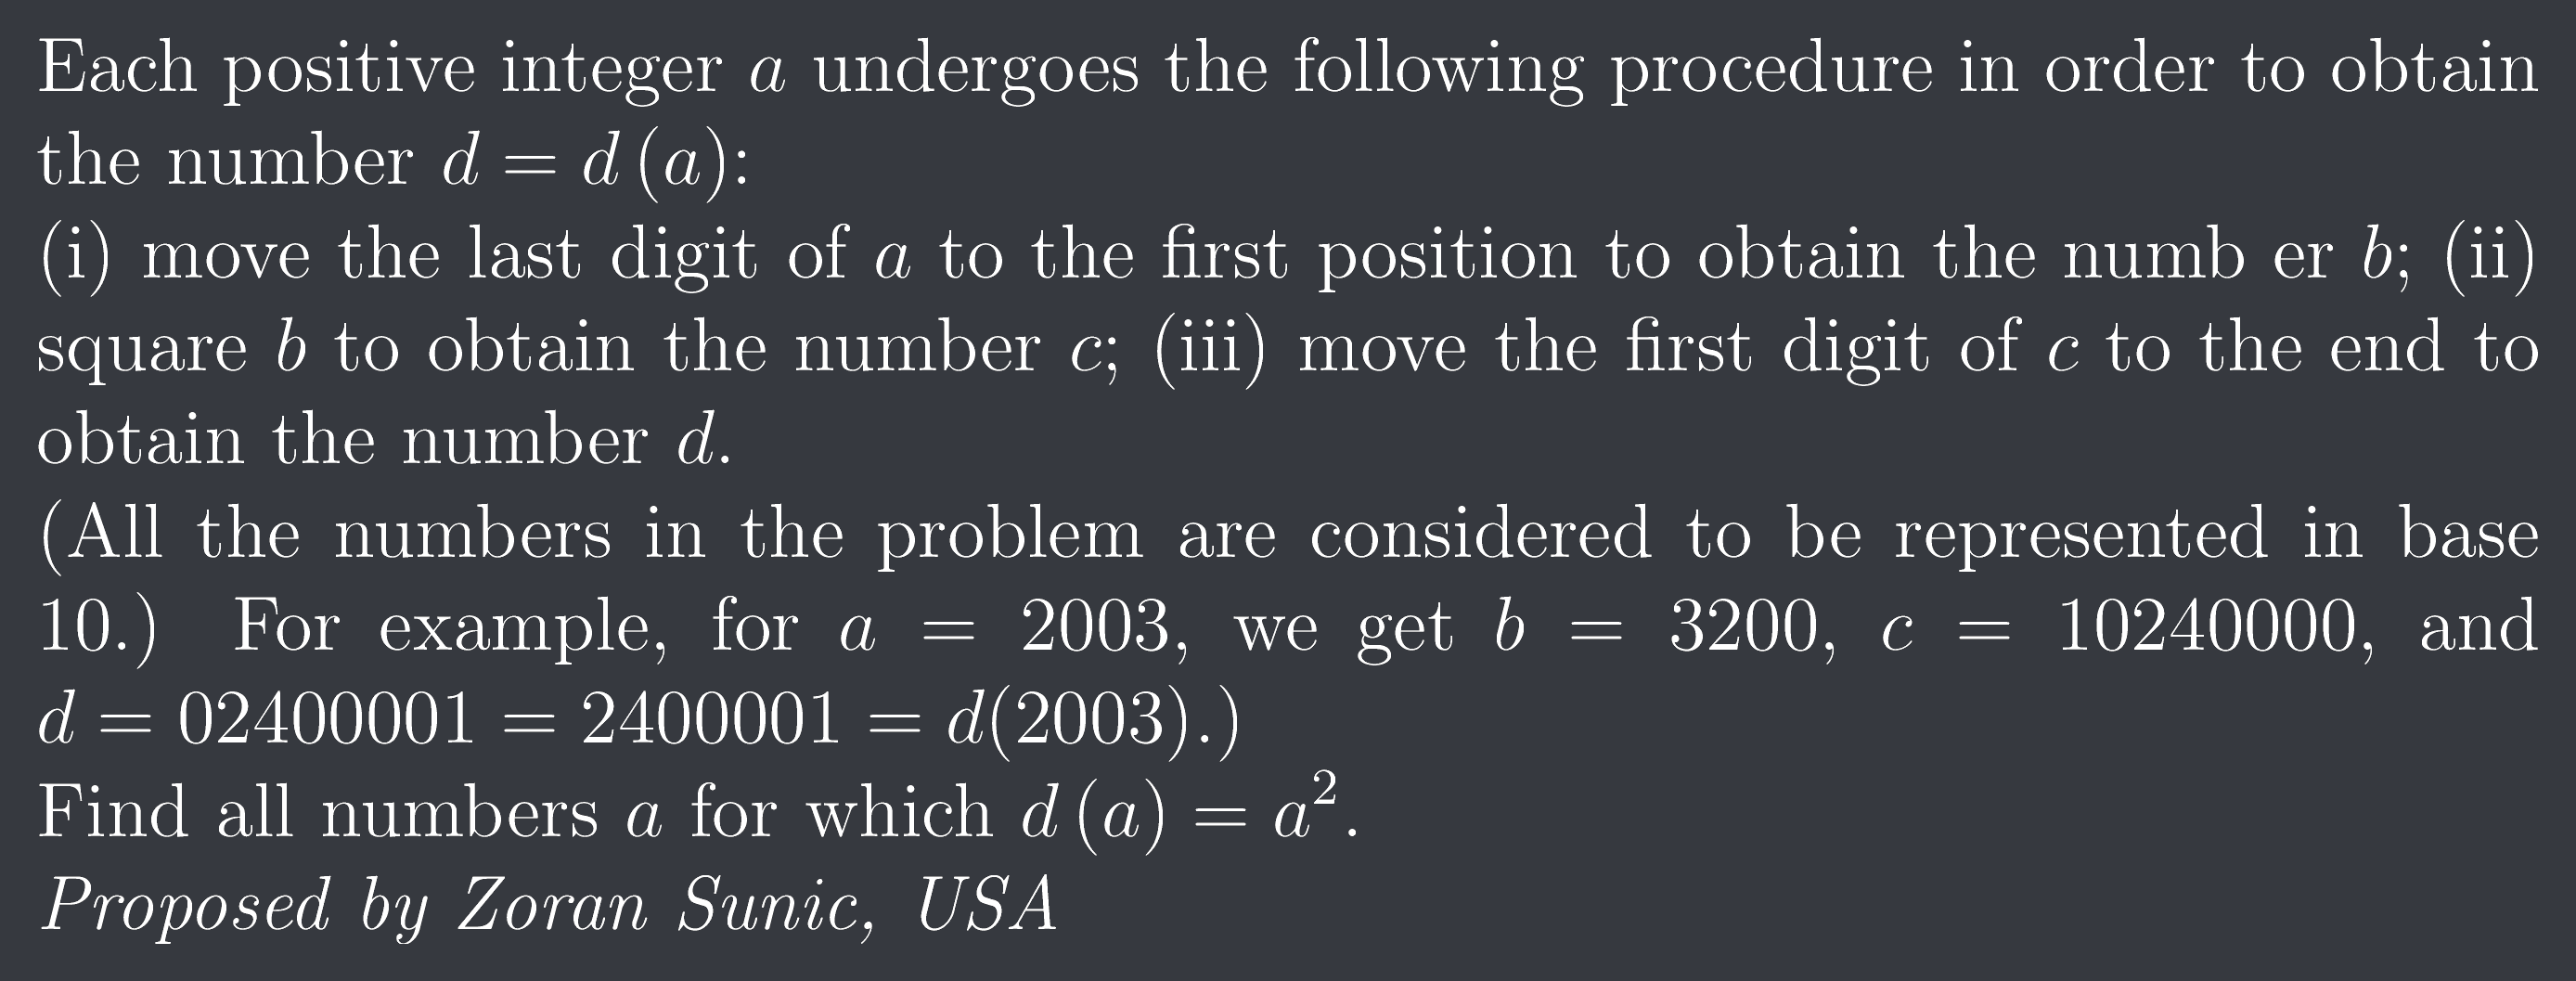 Each positive integer a undergoes the following procedure in order to obtain
the number d = d (a):
(i) move the last digit of a to the first position to obtain the numb er b; (ii)
square b to obtain the number c; (iii) move the first digit of c to the end to
obtain the number d.
(All the numbers in the problem are considered to be represented in base
10.) For example, for a = 2003, we get b = 3200, c = 10240000, and
d = 02400001 = 2400001 = d(2003).)
Find all numbers a for which d (a) = a².
Proposed by Zoran Sunic, USA